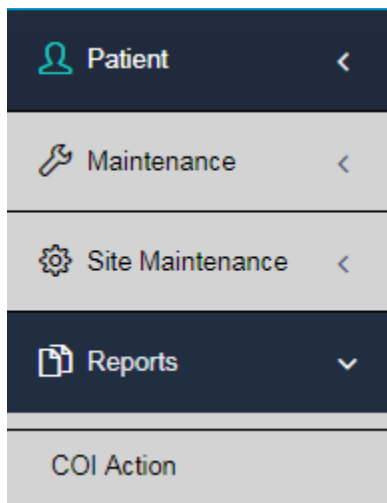 Patient
Maintenance
Site Maintenance
Reports
COI Action